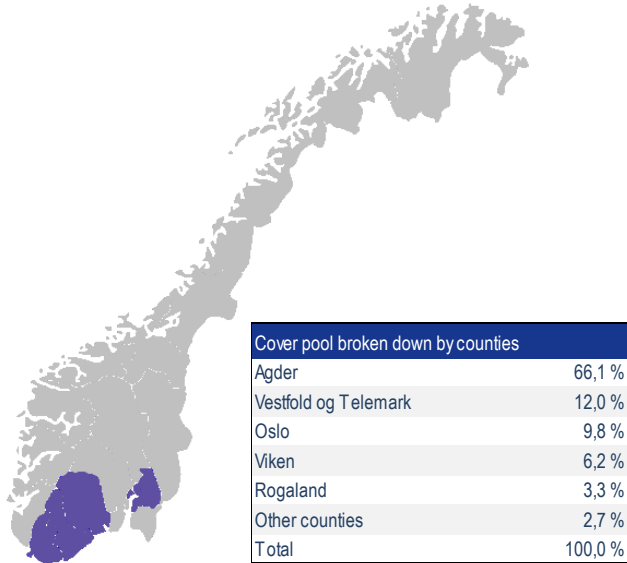 Cover pool broken down by counties
Agder 66,1 %
Vestfold og Telemark 12,0 %
Oslo 9,8 %
Viken 6,2 %
Rogaland 3,3 %
Other counties 2,7 %
Total 100,0 %